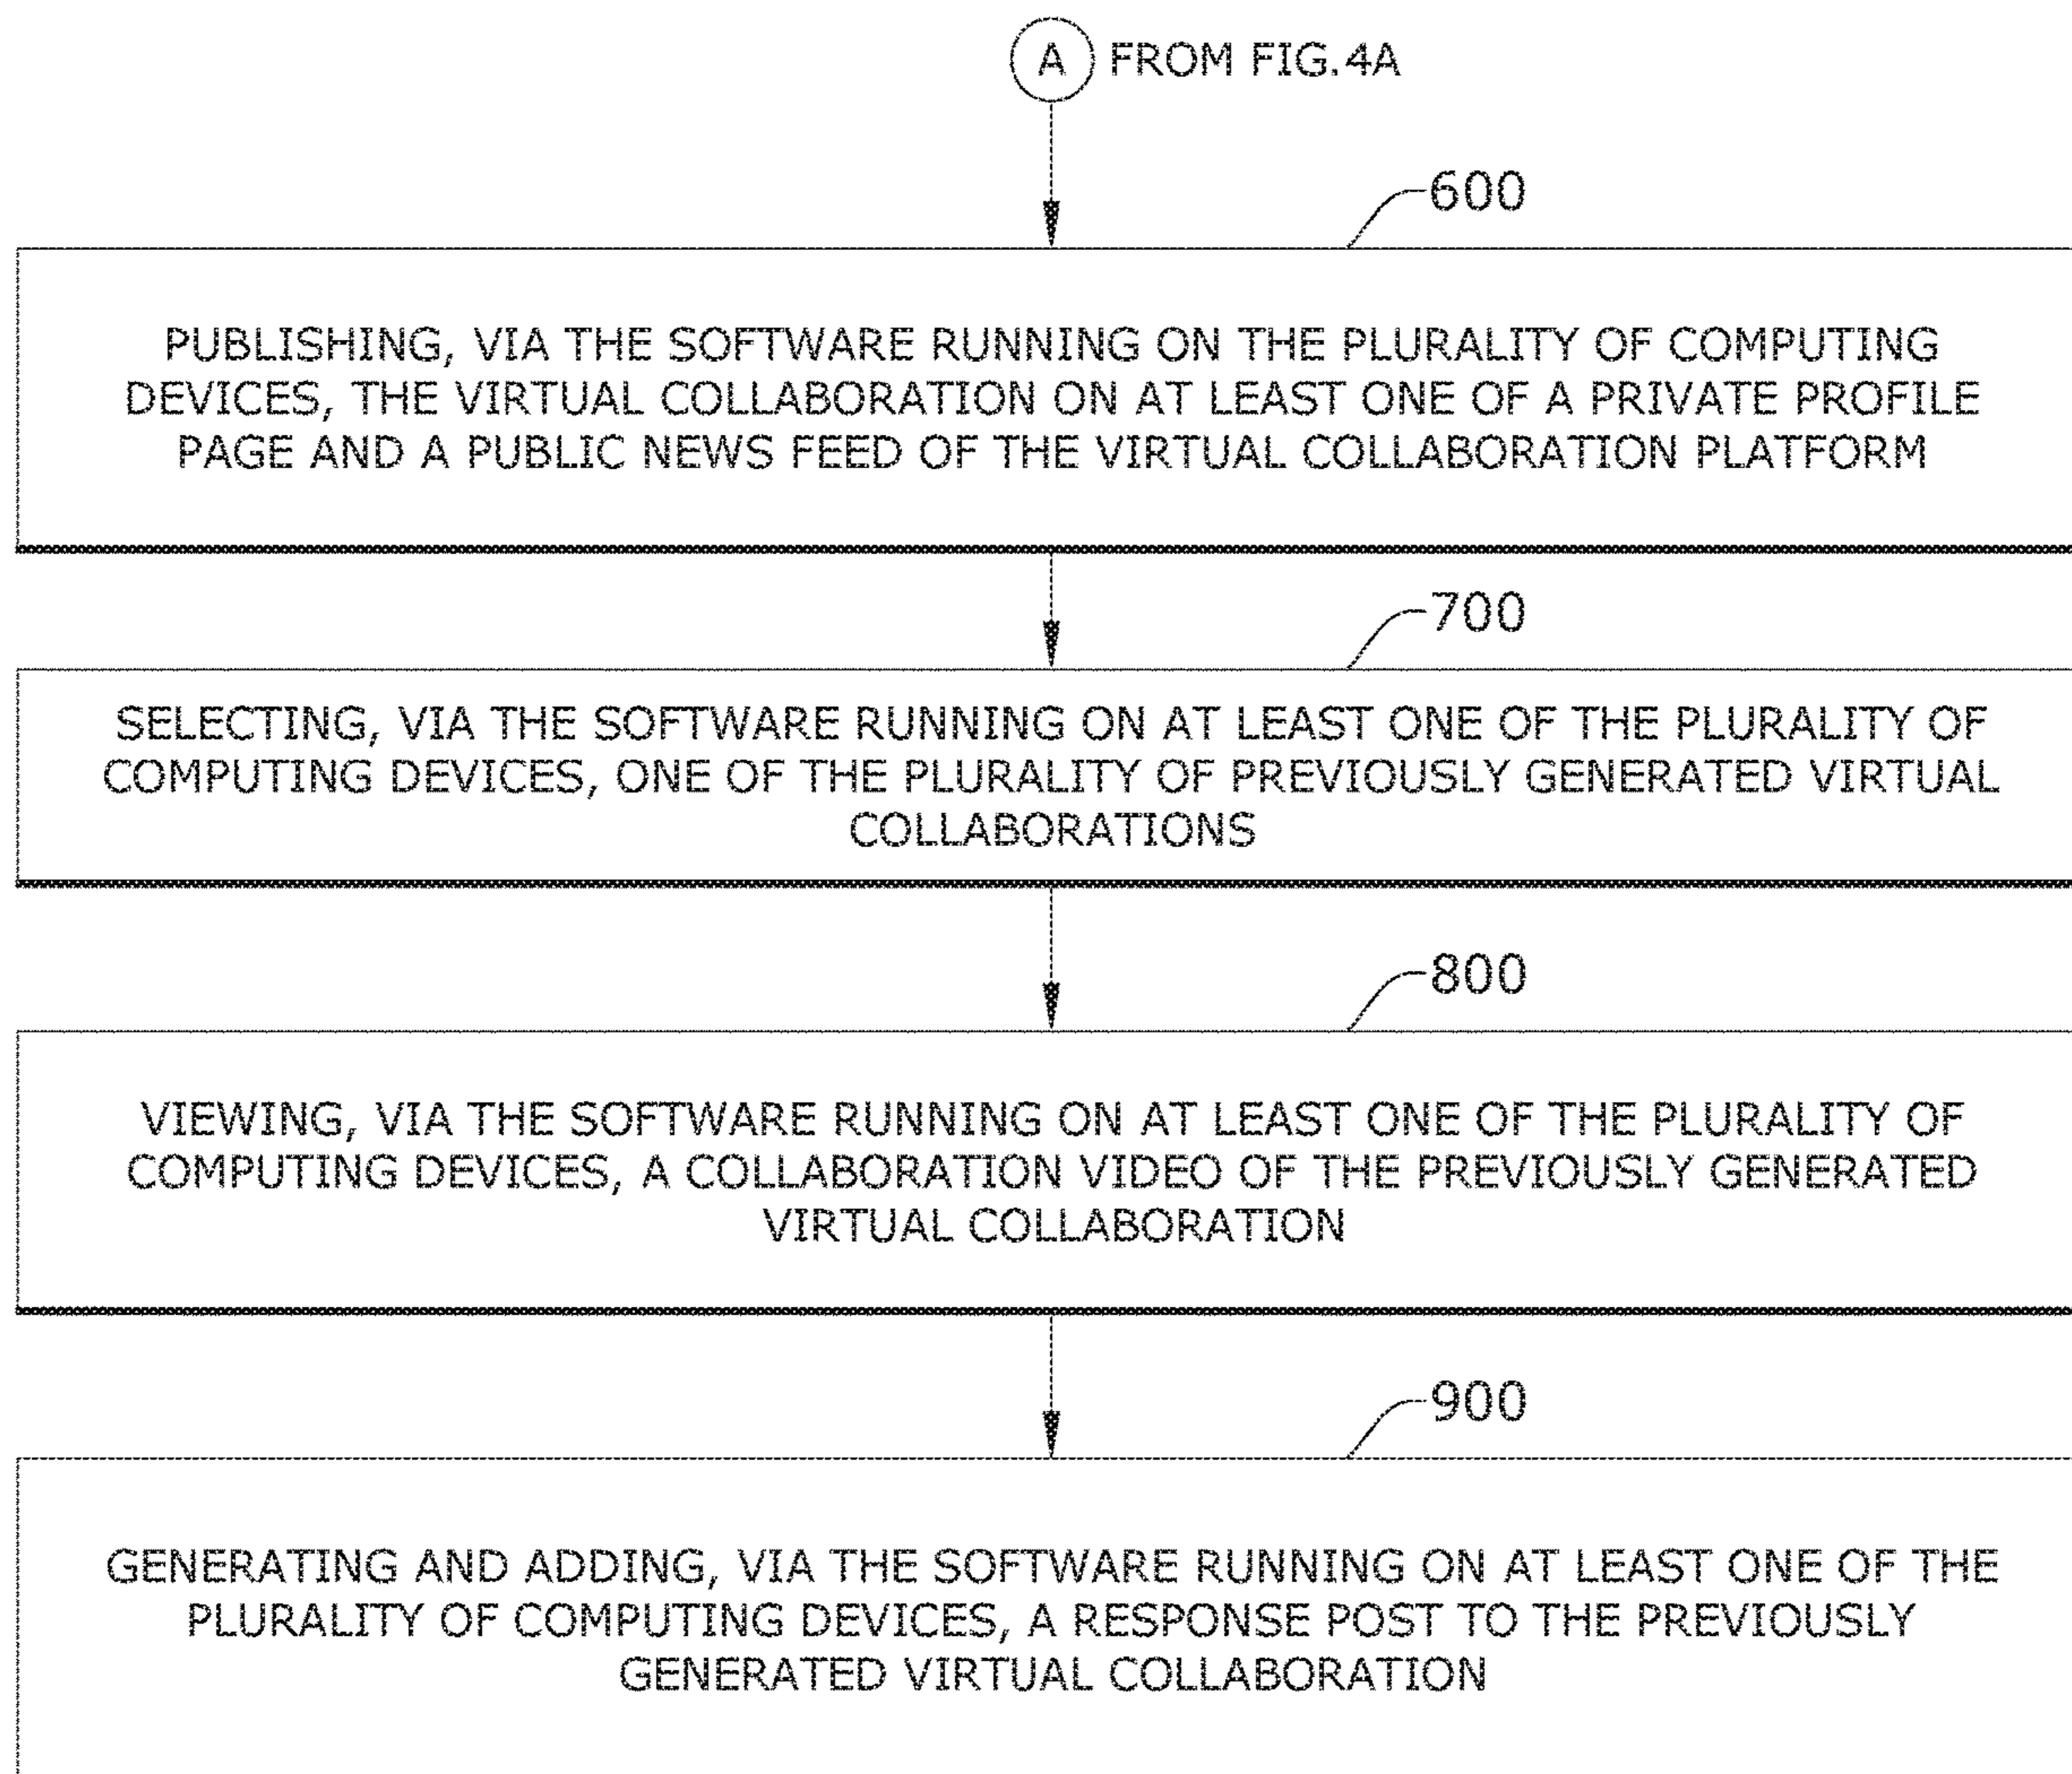 A FROM FIG.4A
600
PUBLISHING, VIA THE SOFTWARE RUNNING ON THE PLURALITY OF COMPUTING
DEVICES, THE VIRTUAL COLLABORATION ON AT LEAST ONE OF A PRIVATE PROFILE
PAGE AND A PUBLIC NEWS FEED OF THE VIRTUAL COLLABORATION PLATFORM
700
SELECTING, VIA THE SOFTWARE RUNNING ON AT LEAST ONE OF THE PLURALITY OF
COMPUTING DEVICES, ONE OF THE PLURALITY OF PREVIOUSLY GENERATED VIRTUAL
COLLABORATIONS
800
VIEWING, VIA THE SOFTWARE RUNNING ON AT LEAST ONE OF THE PLURALITY OF
COMPUTING DEVICES, A COLLABORATION VIDEO OF THE PREVIOUSLY GENERATED
VIRTUAL COLLABORATION
900
GENERATING AND ADDING, VIA THE SOFTWARE RUNNING ON AT LEAST ONE OF THE
PLURALITY OF COMPUTING DEVICES, A RESPONSE POST TO THE PREVIOUSLY
GENERATED VIRTUAL COLLABORATION